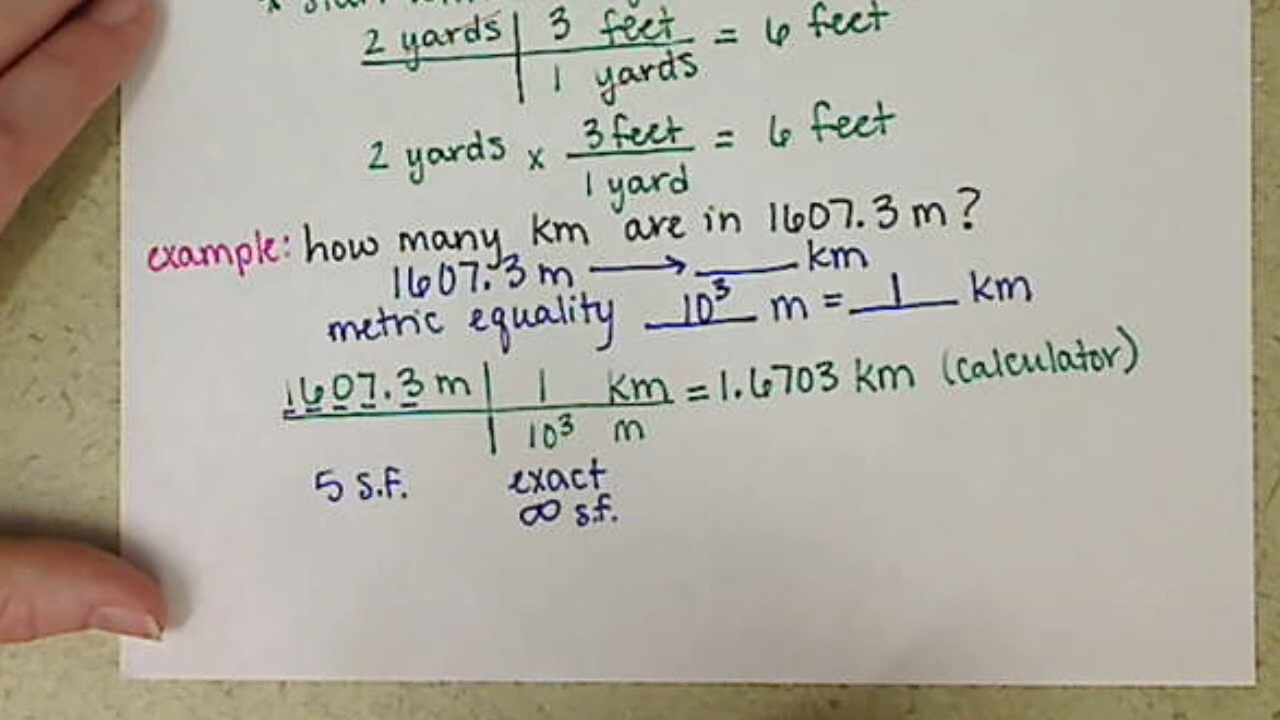 2 yards | 3 feet = 6 feet
1 yards
2 yards x 3 feet = 6 feet
1 yard
example: how many km are in 1607.3 m?
1607.3 m → ____ km
metric equality 10³ m = 1 km
1607.3 m | 1 km = 1.6703 km (calculator)
10³ m
5 s.f. exact
∞ s.f.